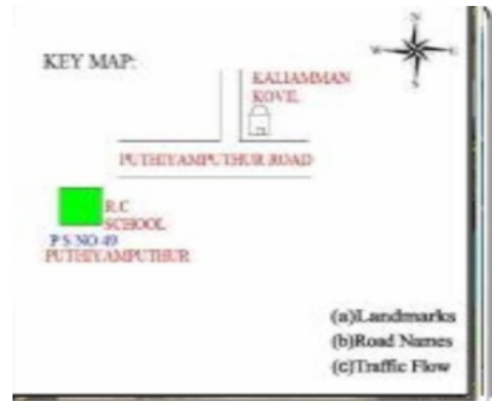 N
W
E
S
KEY MAP:
KALIAMMAN
KOVIL
PUTHIYAMPUTHUR ROAD
R.C
SCHOOL
P S.NO 49
PUTHIYAMPUTHUR
(a)Landmarks
(b)Road Names
(c)Traffic Flow